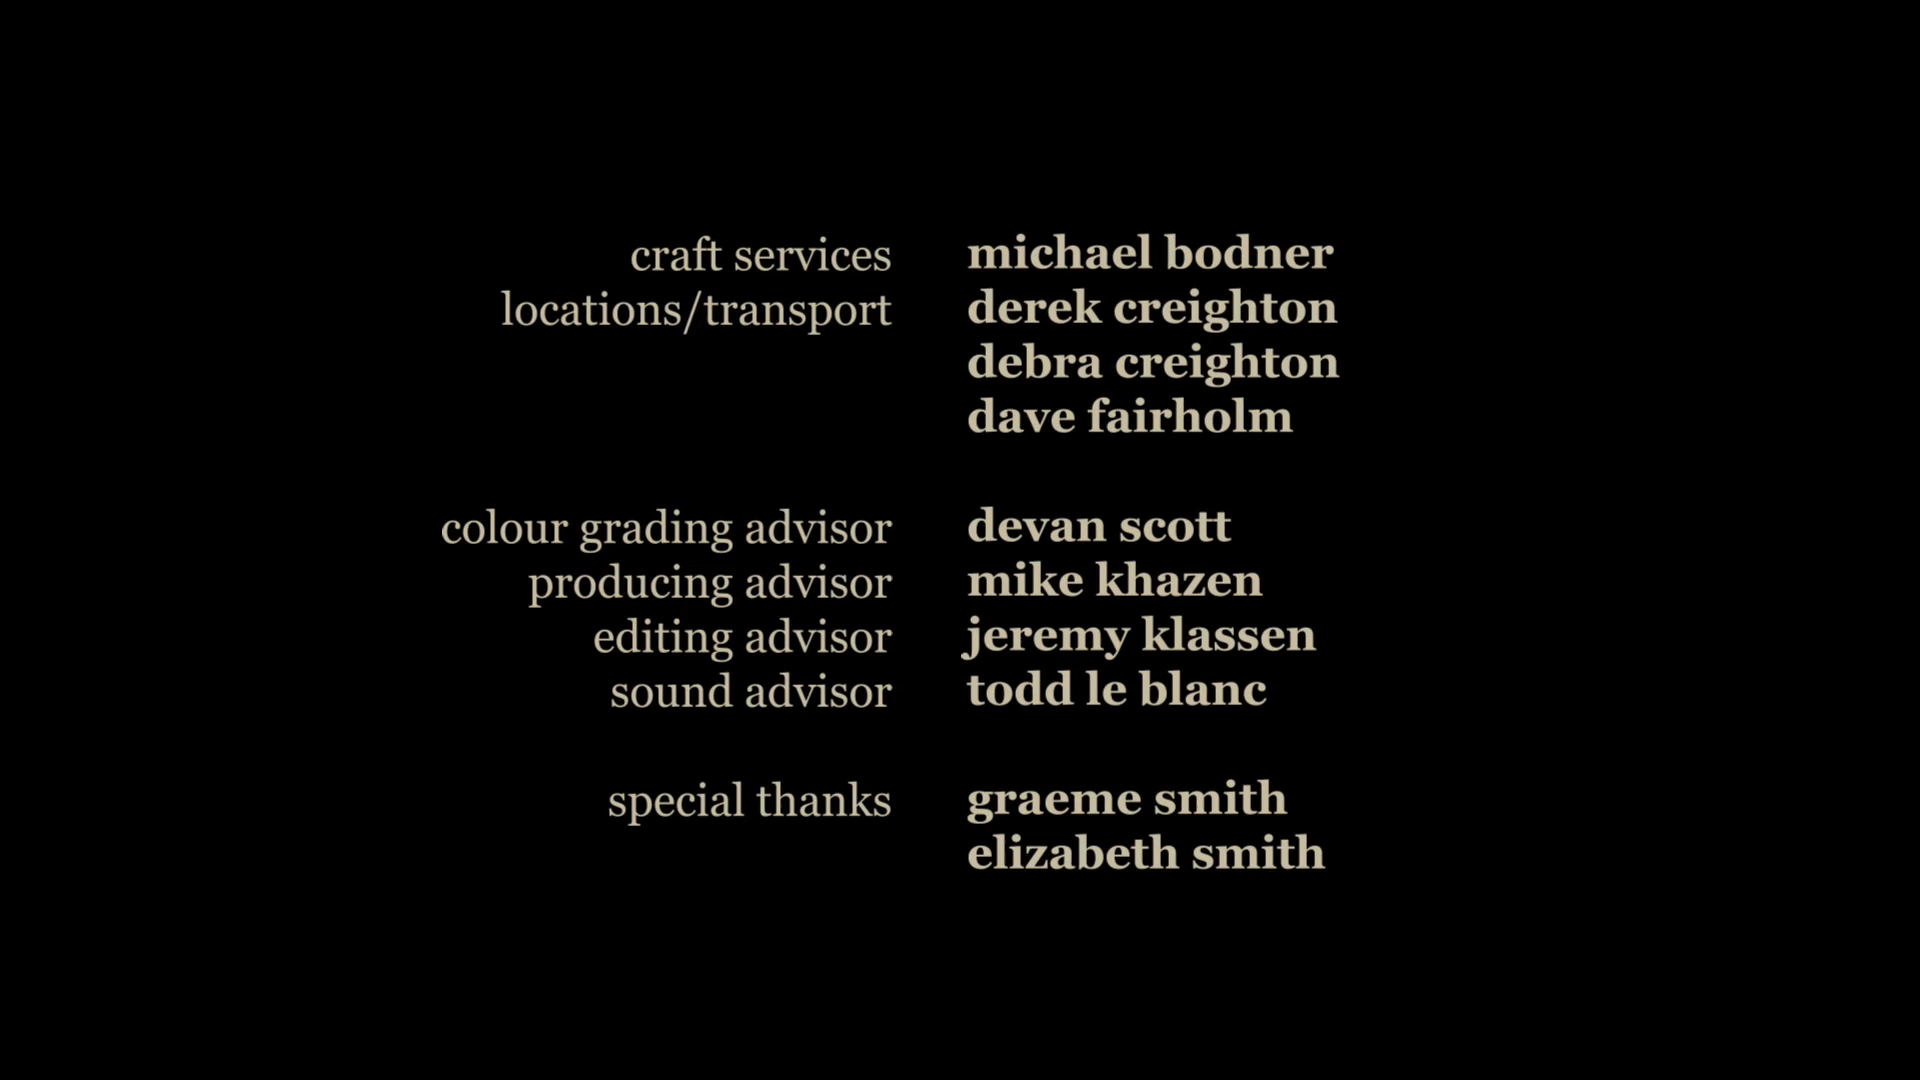 craft services michael bodner
locations/transport derek creighton
debra creighton
dave fairholm
colour grading advisor devan scott
producing advisor mike khazen
editing advisor jeremy klassen
sound advisor todd le blanc
special thanks graeme smith
elizabeth smith